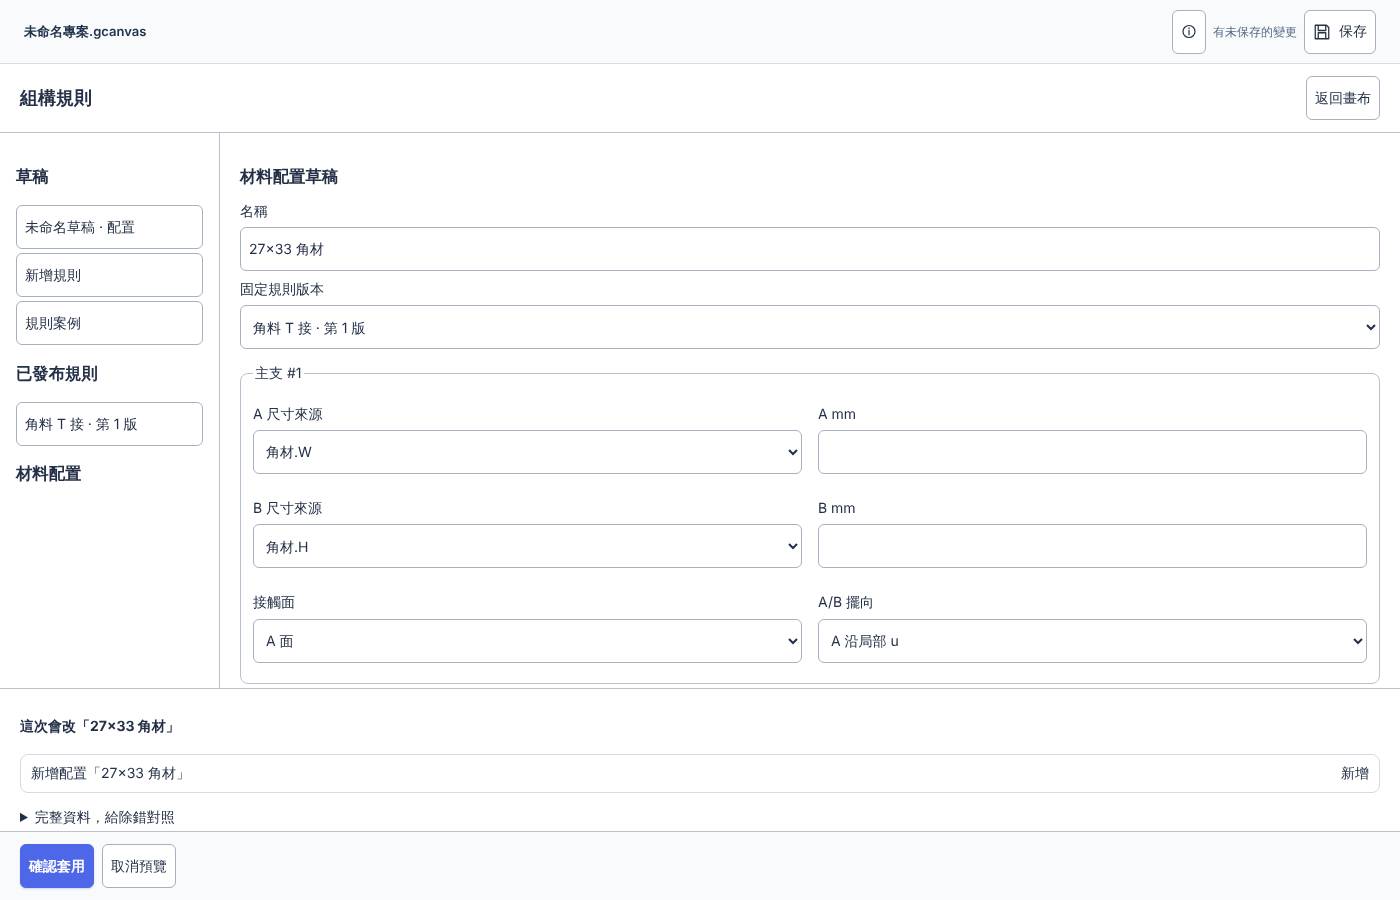 未命名專案.gcanvas
有未保存的變更
保存
組構規則
返回畫布
草稿
未命名草稿 · 配置
新增規則
規則案例
已發布規則
角料 T 接 · 第 1 版
材料配置
材料配置草稿
名稱
27×33 角材
固定規則版本
角料 T 接 · 第 1 版
主支 #1
A 尺寸來源
A mm
角材.W
B 尺寸來源
B mm
角材.H
接觸面
A/B 擺向
A 面
A 沿局部 u
這次會改「27×33 角材」
新增配置「27×33 角材」
新增
完整資料，給除錯對照
確認套用
取消預覽